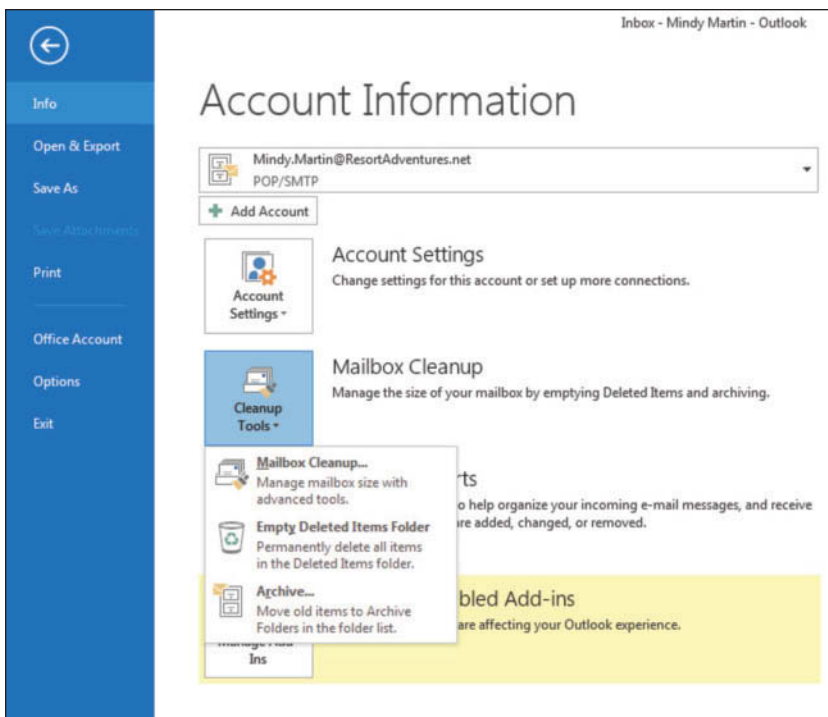 Inbox - Mindy Martin - Outlook
Info
Open & Export
Save As
Save Attachments
Print
Office Account
Options
Exit
Account Information
Mindy.Martin@ResortAdventures.net
POP/SMTP
Add Account
Account
Settings
Account Settings
Change settings for this account or set up more connections.
Cleanup
Tools
Mailbox Cleanup
Manage the size of your mailbox by emptying Deleted Items and archiving.
Mailbox Cleanup...
Manage mailbox size with
advanced tools.
Empty Deleted Items Folder
Permanently delete all items
in the Deleted Items folder.
Archive...
Move old items to Archive
Folders in the folder list.
rts
o help organize your incoming e-mail messages, and receive
re added, changed, or removed.
bled Add-ins
are affecting your Outlook experience.
Manage Add-
Ins